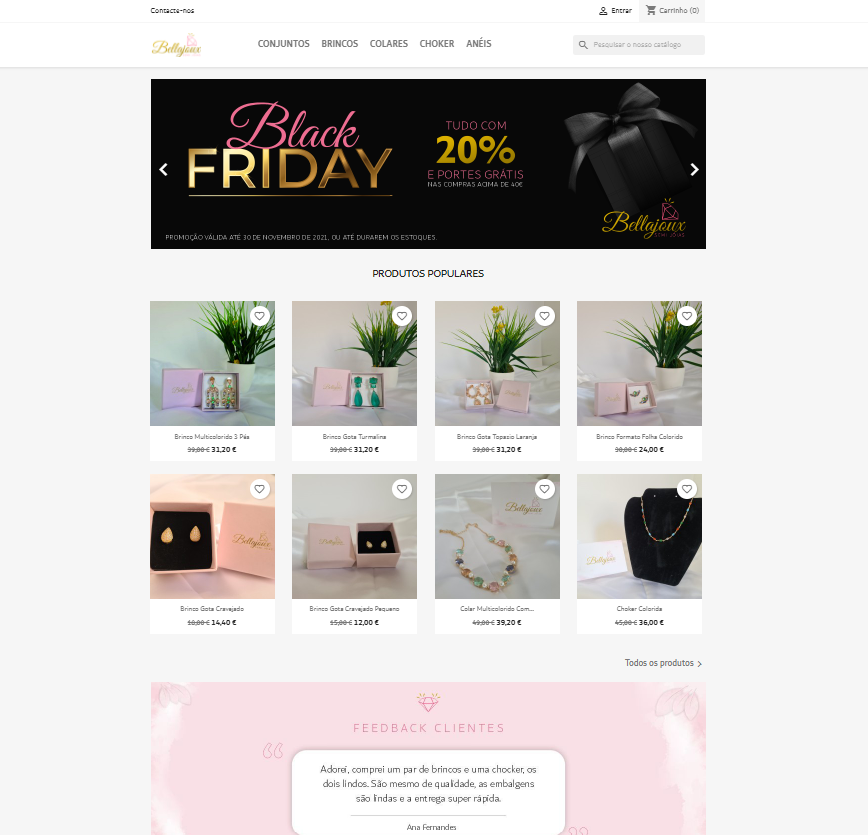 Contacte-nos
Entrar
Carrinho (0)
Bellajoux
CONJUNTOS
BRINCOS
COLARES
CHOKER
ANÉIS
Pesquisar o nosso catálogo
Black
FRIDAY
TUDO COM
20%
E PORTES GRÁTIS
NAS COMPRAS ACIMA DE 40€
Bellajoux
SEMI JOIAS
PROMOÇÃO VÁLIDA ATÉ 30 DE NOVEMBRO DE 2021, OU ATÉ DURAREM OS ESTOQUES.
PRODUTOS POPULARES
Brinco Multicolorido 3 Pés
39,00 € 31,20 €
Brinco Gota Turmalina
39,00 € 31,20 €
Brinco Gota Topasio Laranja
39,00 € 31,20 €
Brinco Formato Folha Colorido
30,00 € 24,00 €
Bellajoux
Bellajoux
Brinco Gota Cravejado
18,00 € 14,40 €
Brinco Gota Cravejado Pequeno
15,00 € 12,00 €
Colar Multicolorido Com...
49,00 € 39,20 €
Choker Colorida
45,00 € 36,00 €
Todos os produtos
FEEDBACK CLIENTES
Adorei, comprei um par de brincos e uma chocker, os
dois lindos. São mesmo de qualidade, as embalgens
são lindas e a entrega super rápida.
Ana Fernandes